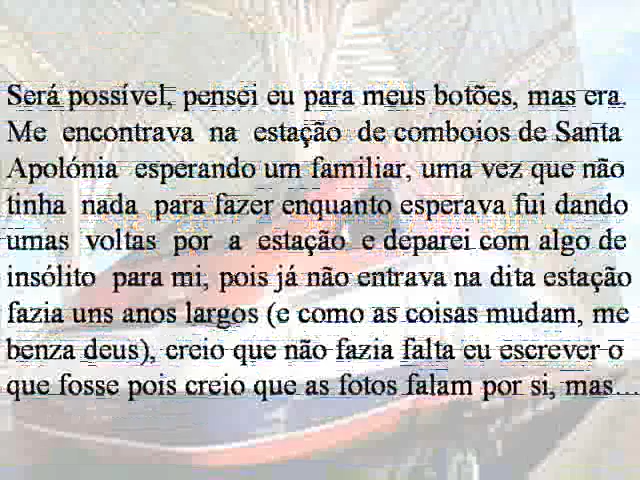 Será possível, pensei eu para meus botões, mas era.
Me encontrava na estação de comboios de Santa
Apolónia esperando um familiar, uma vez que não
tinha nada para fazer enquanto esperava fui dando
umas voltas por a estação e deparei com algo de
insólito para mi, pois já não entrava na dita estação
fazia uns anos largos (e como as coisas mudam, me
benza deus), creio que não fazia falta eu escrever o
que fosse pois creio que as fotos falam por si, mas...